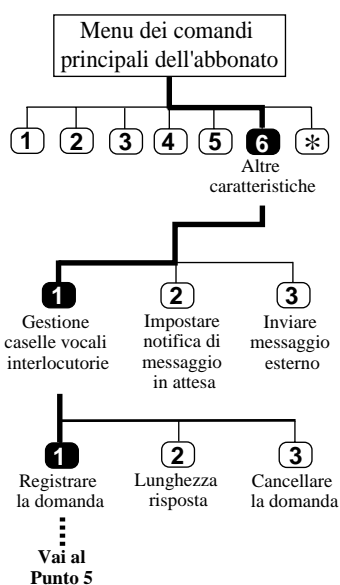 Menu dei comandi
principali dell'abbonato
1 2 3 4 5 6 *
Altre
caratteristiche
1 2 3
Gestione
caselle vocali
interlocutorie
Impostare
notifica di
messaggio
in attesa
Inviare
messaggio
esterno
1 2 3
Registrare
la domanda
Lunghezza
risposta
Cancellare
la domanda
Vai al
Punto 5